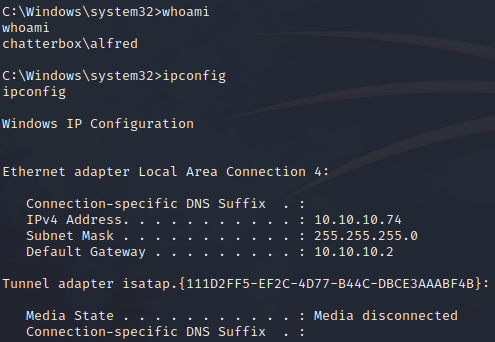 C:\Windows\system32>whoami
whoami
chatterbox\alfred
C:\Windows\system32>ipconfig
ipconfig
Windows IP Configuration
Ethernet adapter Local Area Connection 4:
Connection-specific DNS Suffix  . :
IPv4 Address. . . . . . . . . . . : 10.10.10.74
Subnet Mask . . . . . . . . . . . : 255.255.255.0
Default Gateway . . . . . . . . . : 10.10.10.2
Tunnel adapter isatap.{111D2FF5-EF2C-4D77-B44C-DBCE3AAABF4B}:
Media State . . . . . . . . . . . : Media disconnected
Connection-specific DNS Suffix  . :